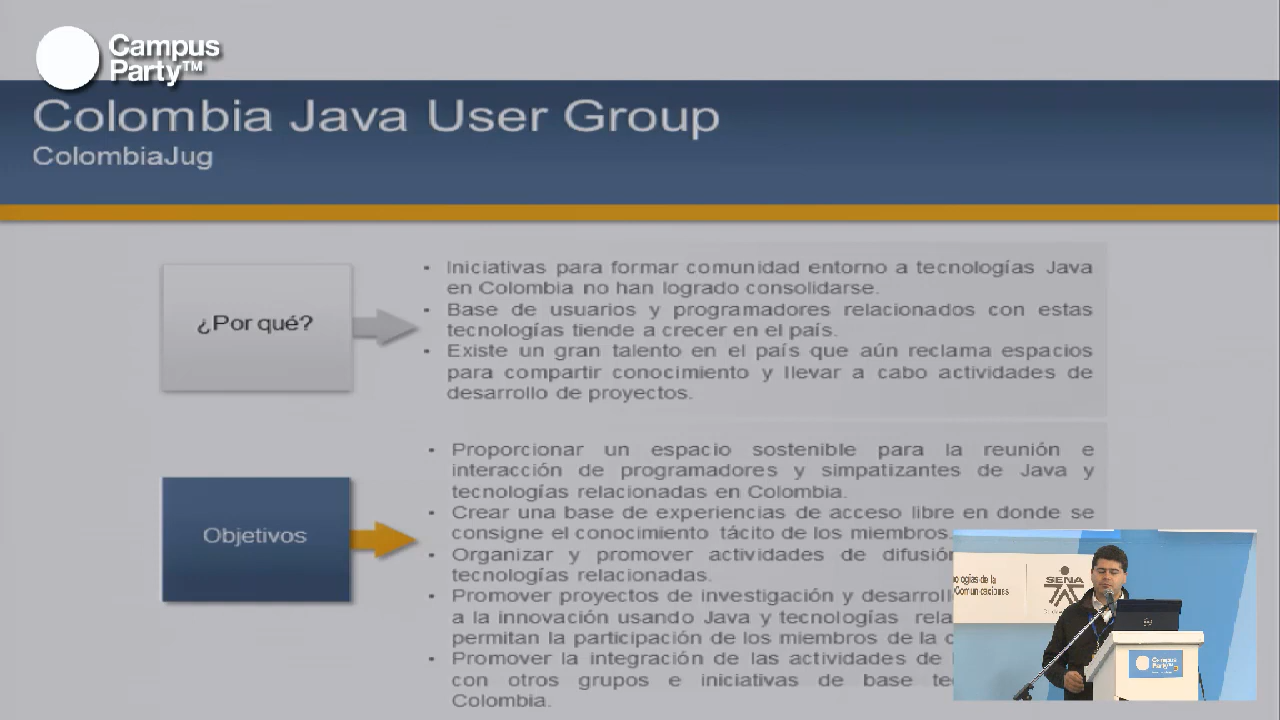 Campus
Party™
Colombia Java User Group
ColombiaJug
¿Por qué?
• Iniciativas para formar comunidad entorno a tecnologías Java
en Colombia no han logrado consolidarse.
• Base de usuarios y programadores relacionados con estas
tecnologías tiende a crecer en el país.
• Existe un gran talento en el país que aún reclama espacios
para compartir conocimiento y llevar a cabo actividades de
desarrollo de proyectos.
Objetivos
• Proporcionar un espacio sostenible para la reunión e
interacción de programadores y simpatizantes de Java y
tecnologías relacionadas en Colombia.
• Crear una base de experiencias de acceso libre en donde se
consigne el conocimiento tácito de los miembros.
• Organizar y promover actividades de difusión
tecnologías relacionadas.
• Promover proyectos de investigación y desarroll
a la innovación usando Java y tecnologías rela
permitan la participación de los miembros de la c
• Promover la integración de las actividades de
con otros grupos e iniciativas de base tec
Colombia.
ologías de la
Comunicaciones
SENA
Campus
Party